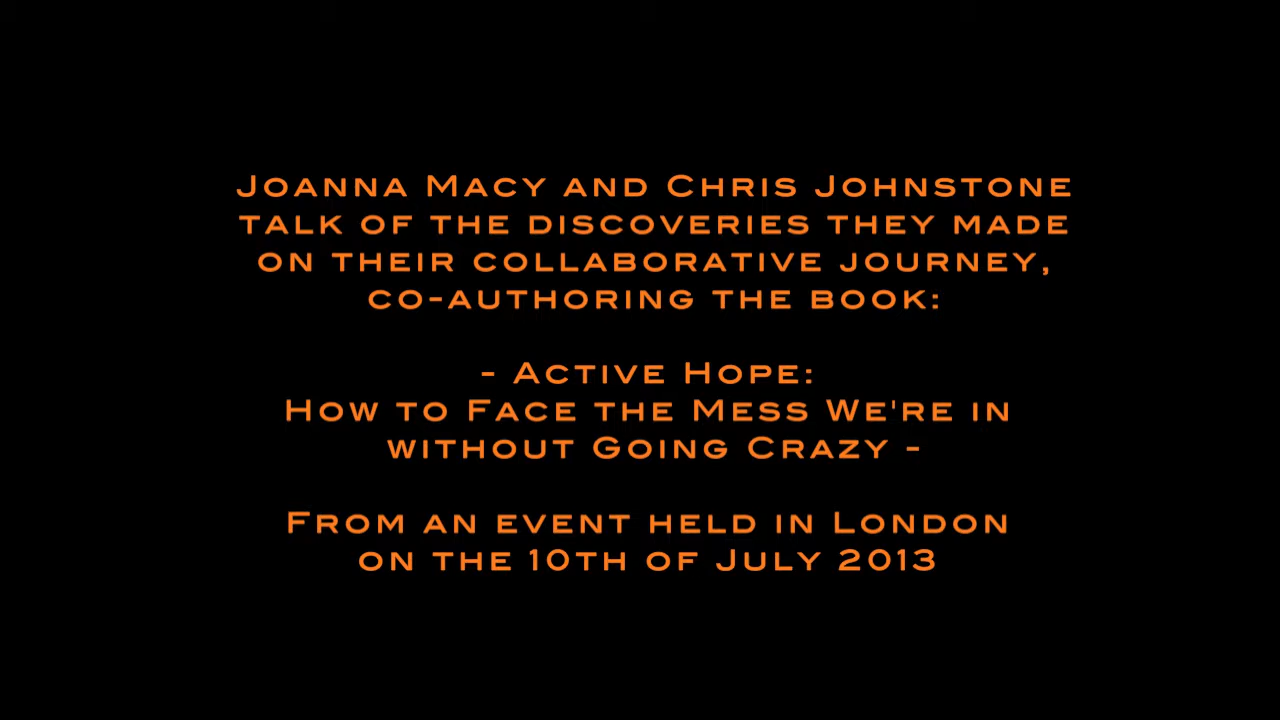 Joanna Macy and Chris Johnstone
talk of the discoveries they made
on their collaborative journey,
co-authoring the book:
- Active Hope:
How to Face the Mess We're in
without Going Crazy -
From an event held in London
on the 10th of July 2013